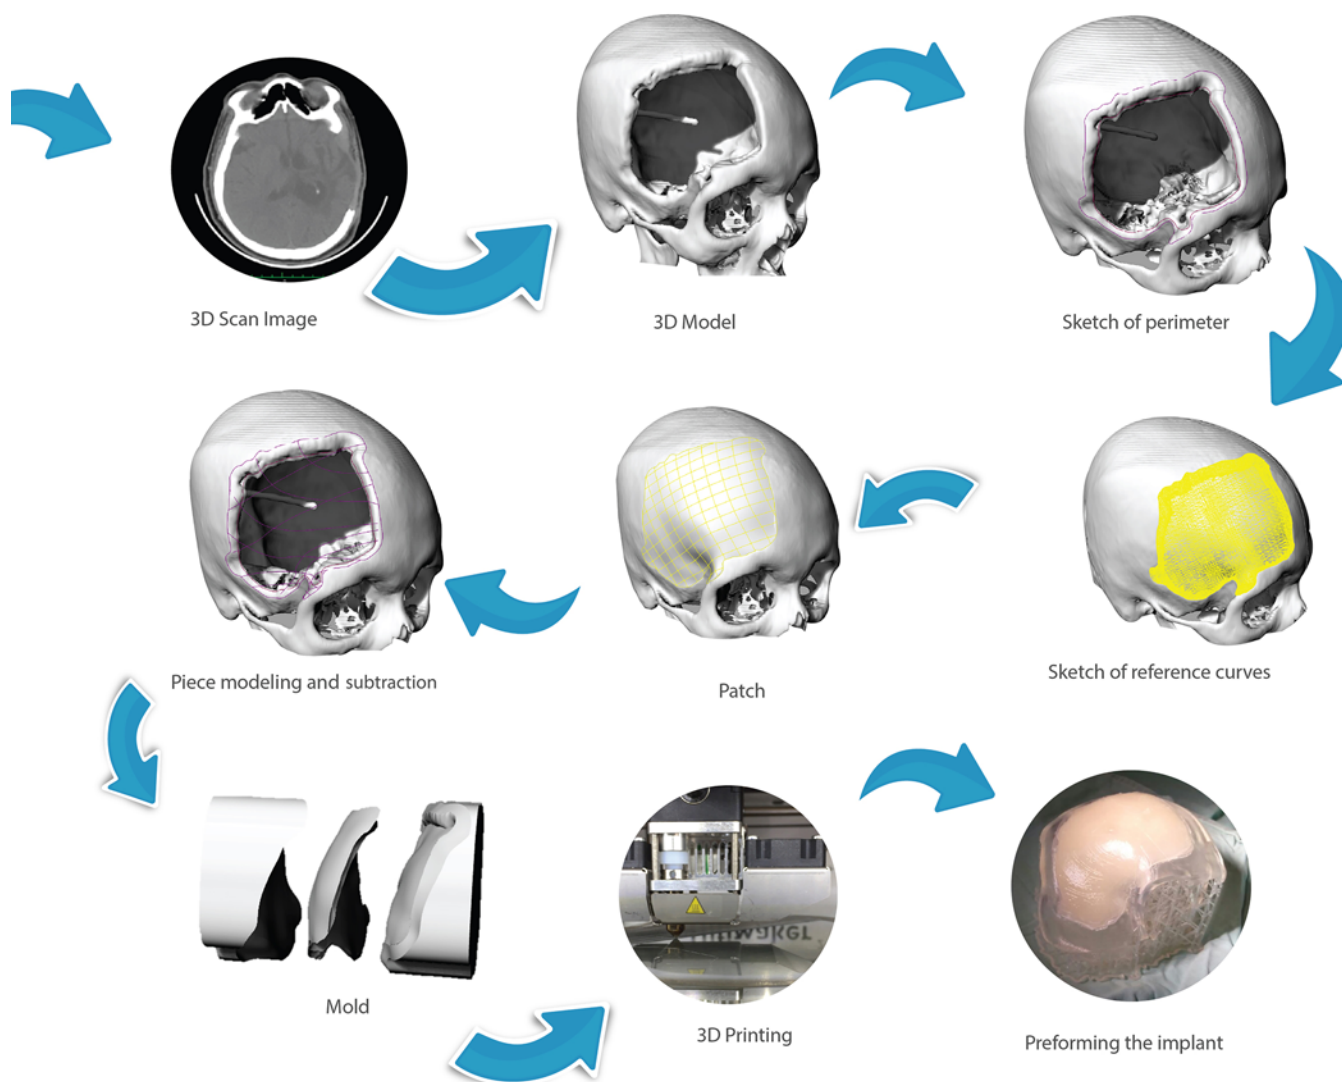 3D Scan Image
3D Model
Sketch of perimeter
Piece modeling and subtraction
Patch
Sketch of reference curves
Mold
3D Printing
Preforming the implant